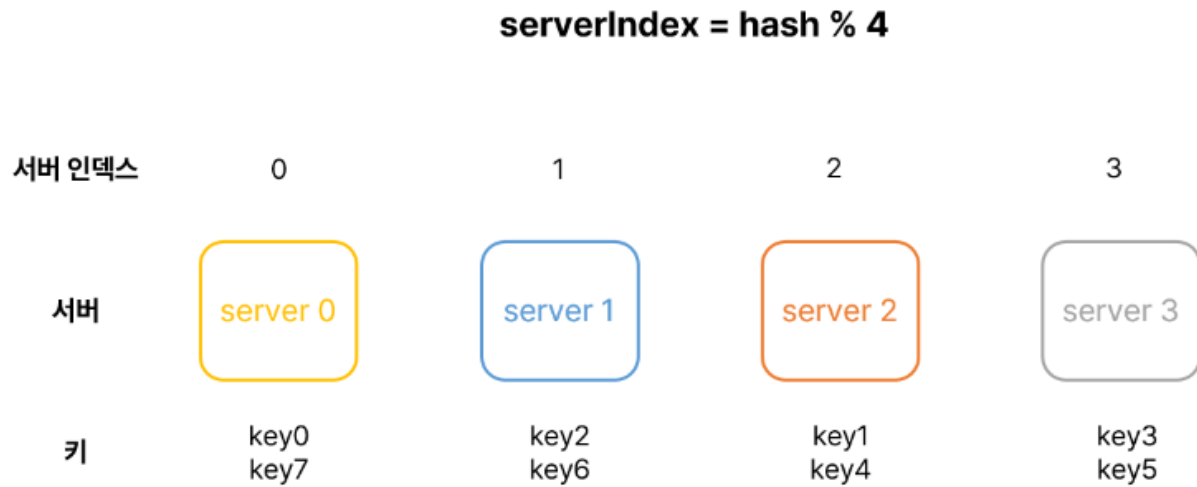 serverIndex = hash % 4
서버 인덱스 0 1 2 3
서버 server 0 server 1 server 2 server 3
키
key0 key2 key1 key3
key7 key6 key4 key5